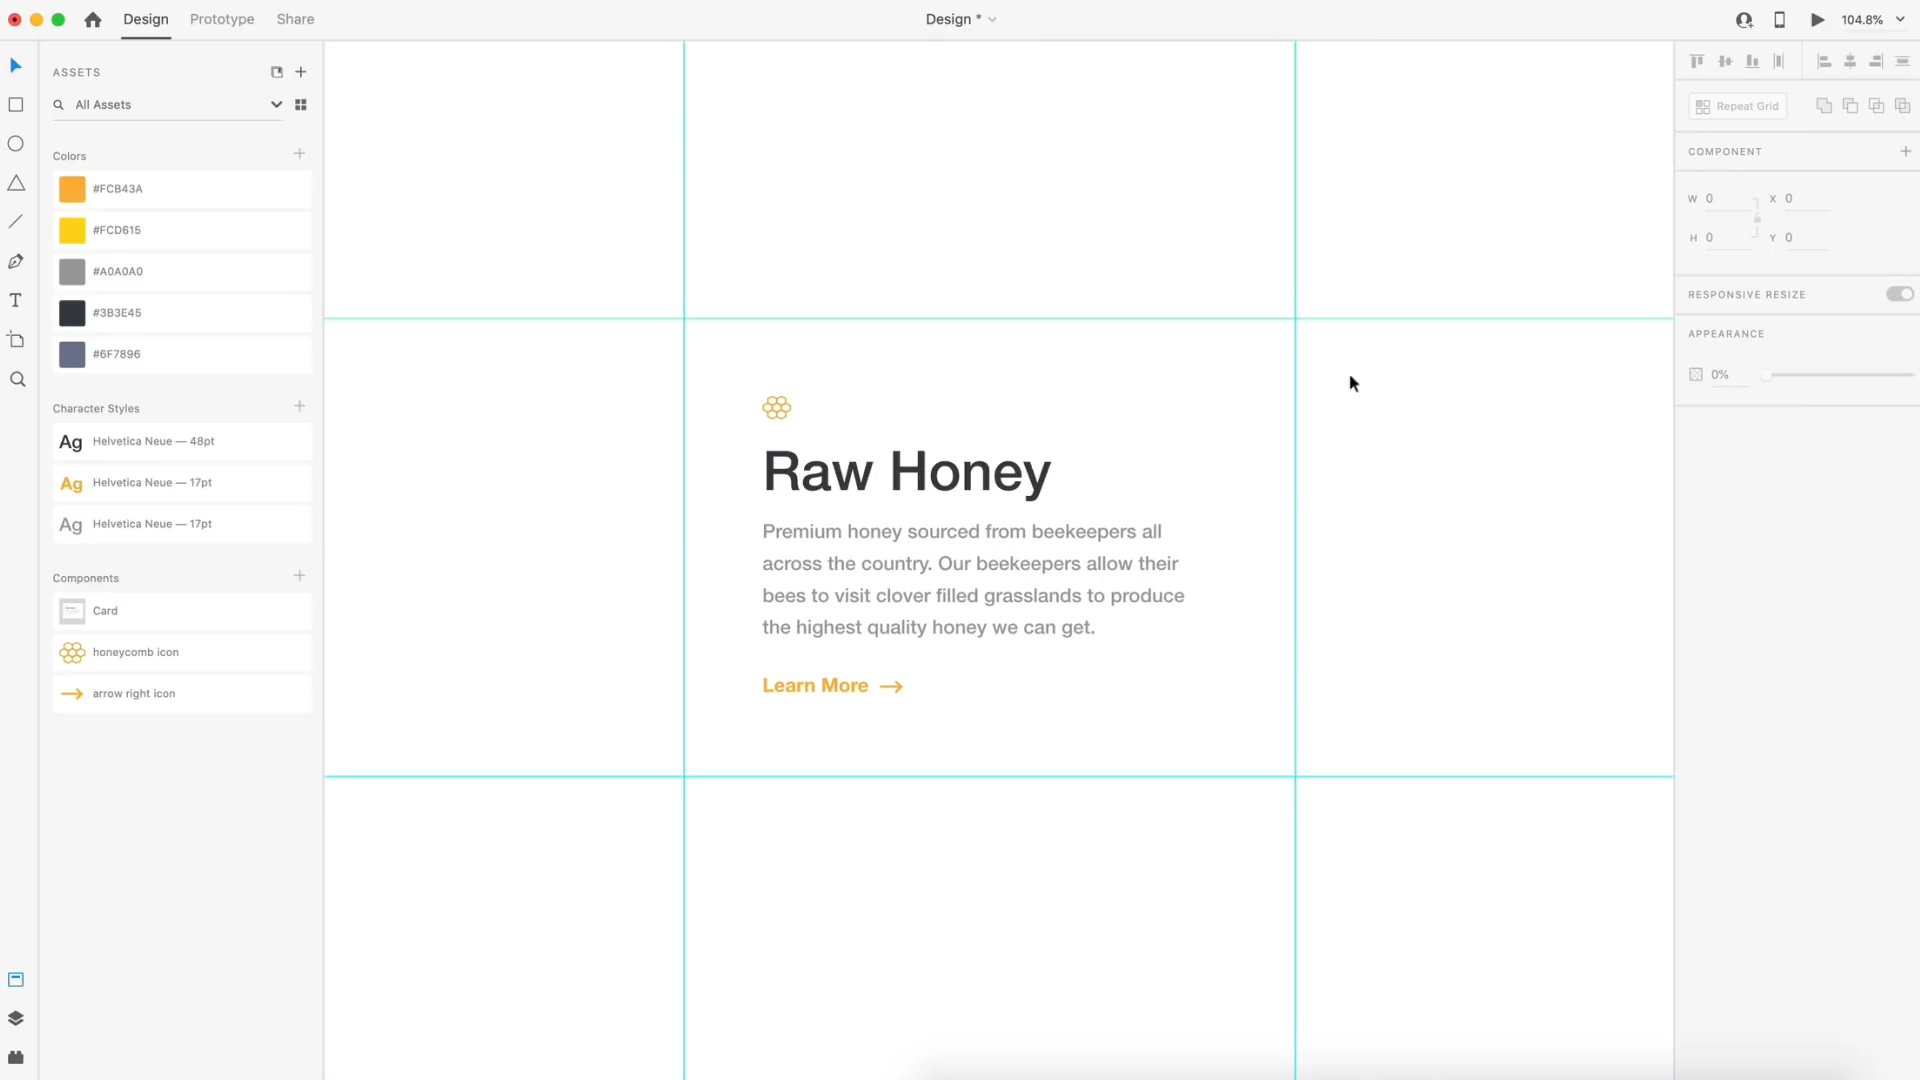 Design Prototype Share
Design *
104.8%
ASSETS
All Assets
Colors
#FCB43A
#FCD615
#A0A0A0
#3B3E45
#6F7896
Character Styles
Ag Helvetica Neue — 48pt
Ag Helvetica Neue — 17pt
Ag Helvetica Neue — 17pt
Components
Card
honeycomb icon
arrow right icon
Raw Honey
Premium honey sourced from beekeepers all
across the country. Our beekeepers allow their
bees to visit clover filled grasslands to produce
the highest quality honey we can get.
Learn More
Repeat Grid
COMPONENT
W 0 X 0
H 0 Y 0
RESPONSIVE RESIZE
APPEARANCE
0%